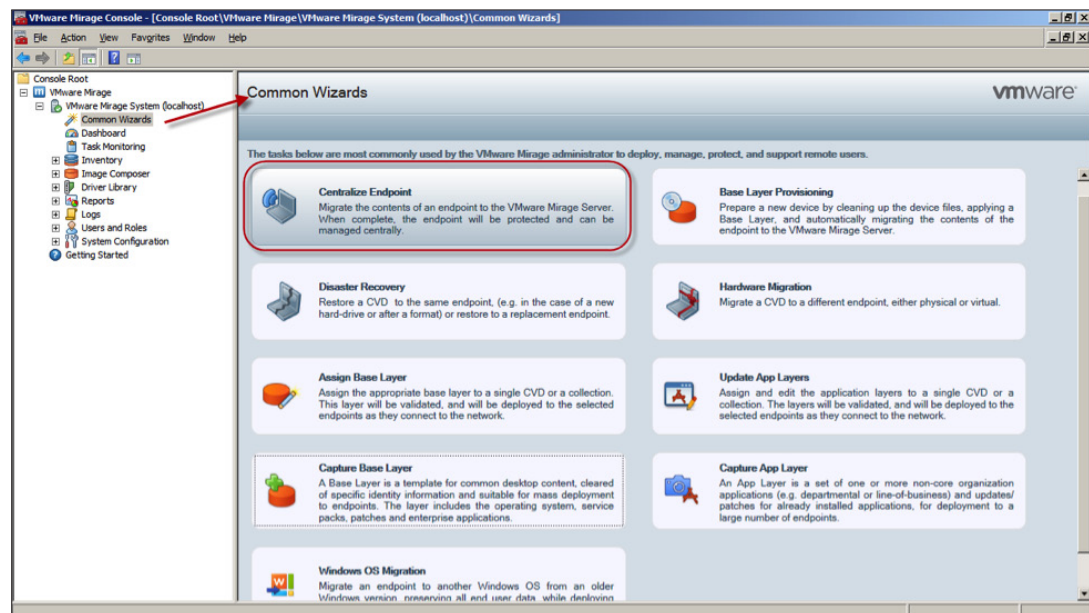 VMware Mirage Console - [Console Root\VMware Mirage\VMware Mirage System (localhost)\Common Wizards]
File Action View Favorites Window Help
Console Root
VMware Mirage
VMware Mirage System (localhost)
Common Wizards
Dashboard
Task Monitoring
Inventory
Image Composer
Driver Library
Reports
Logs
Users and Roles
System Configuration
Getting Started
Common Wizards
vmware
The tasks below are most commonly used by the VMware Mirage administrator to deploy, manage, protect, and support remote users.
Centralize Endpoint
Migrate the contents of an endpoint to the VMware Mirage Server.
When complete, the endpoint will be protected and can be
managed centrally.
Base Layer Provisioning
Prepare a new device by cleaning up the device files, applying a
Base Layer, and automatically migrating the contents of the
endpoint to the VMware Mirage Server.
Disaster Recovery
Restore a CVD to the same endpoint, (e.g. in the case of a new
hard-drive or after a format) or restore to a replacement endpoint.
Hardware Migration
Migrate a CVD to a different endpoint, either physical or virtual.
Assign Base Layer
Assign the appropriate base layer to a single CVD or a collection.
This layer will be validated, and will be deployed to the selected
endpoints as they connect to the network.
Update App Layers
Assign and edit the application layers to a single CVD or a
collection. The layers will be validated, and will be deployed to the
selected endpoints as they connect to the network.
Capture Base Layer
A Base Layer is a template for common desktop content, cleared
of specific identity information and suitable for mass deployment
to endpoints. The layer includes the operating system, service
packs, patches and enterprise applications.
Capture App Layer
An App Layer is a set of one or more non-core organization
applications (e.g. departmental or line-of-business) and updates/
patches for already installed applications, for deployment to a
large number of endpoints.
Windows OS Migration
Migrate an endpoint to another Windows OS from an older
Windows version, preserving all end user data, while deploying